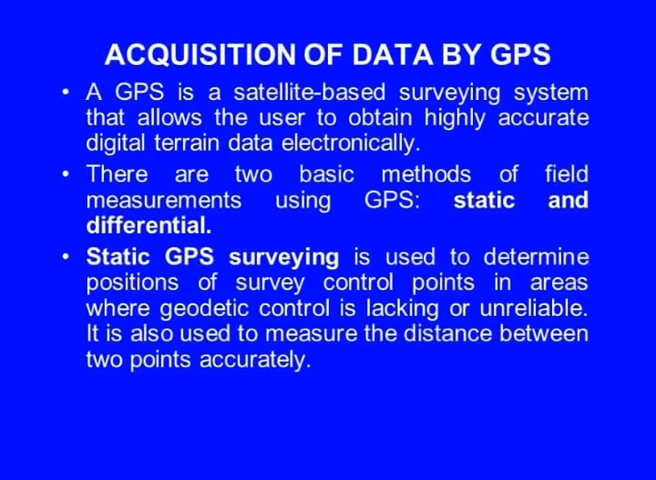 ACQUISITION OF DATA BY GPS
• A GPS is a satellite-based surveying system
that allows the user to obtain highly accurate
digital terrain data electronically.
• There are two basic methods of field
measurements using GPS: static and
differential.
• Static GPS surveying is used to determine
positions of survey control points in areas
where geodetic control is lacking or unreliable.
It is also used to measure the distance between
two points accurately.